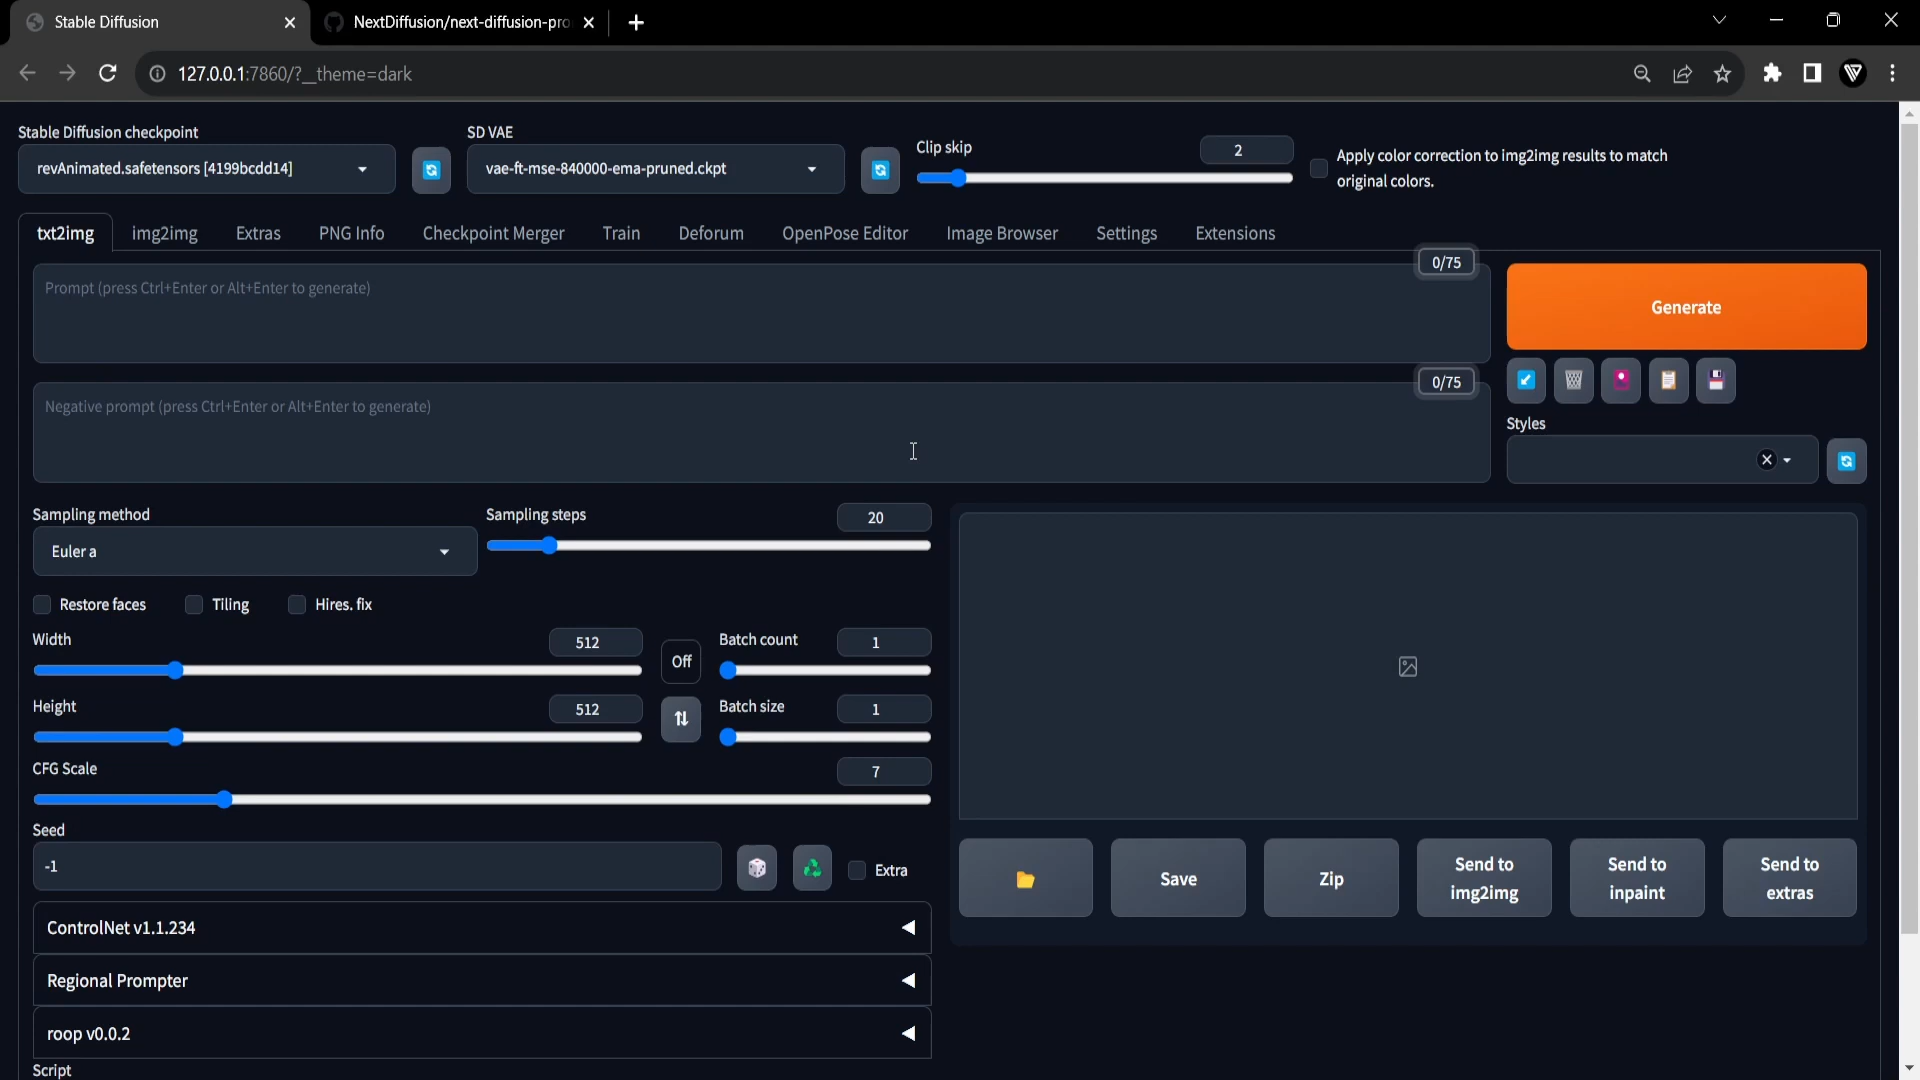 Stable Diffusion
NextDiffusion/next-diffusion-pro
127.0.0.1:7860/?__theme=dark
Stable Diffusion checkpoint
revAnimated.safetensors [4199bcdd14]
SD VAE
vae-ft-mse-840000-ema-pruned.ckpt
Clip skip
2
Apply color correction to img2img results to match
original colors.
txt2img
img2img
Extras
PNG Info
Checkpoint Merger
Train
Deforum
OpenPose Editor
Image Browser
Settings
Extensions
0/75
Prompt (press Ctrl+Enter or Alt+Enter to generate)
Generate
0/75
Negative prompt (press Ctrl+Enter or Alt+Enter to generate)
Styles
Sampling method
Euler a
Sampling steps
20
Restore faces
Tiling
Hires. fix
Width
512
Off
Batch count
1
Height
512
Batch size
1
CFG Scale
7
Seed
-1
Extra
Save
Zip
Send to
img2img
Send to
inpaint
Send to
extras
ControlNet v1.1.234
Regional Prompter
roop v0.0.2
Script